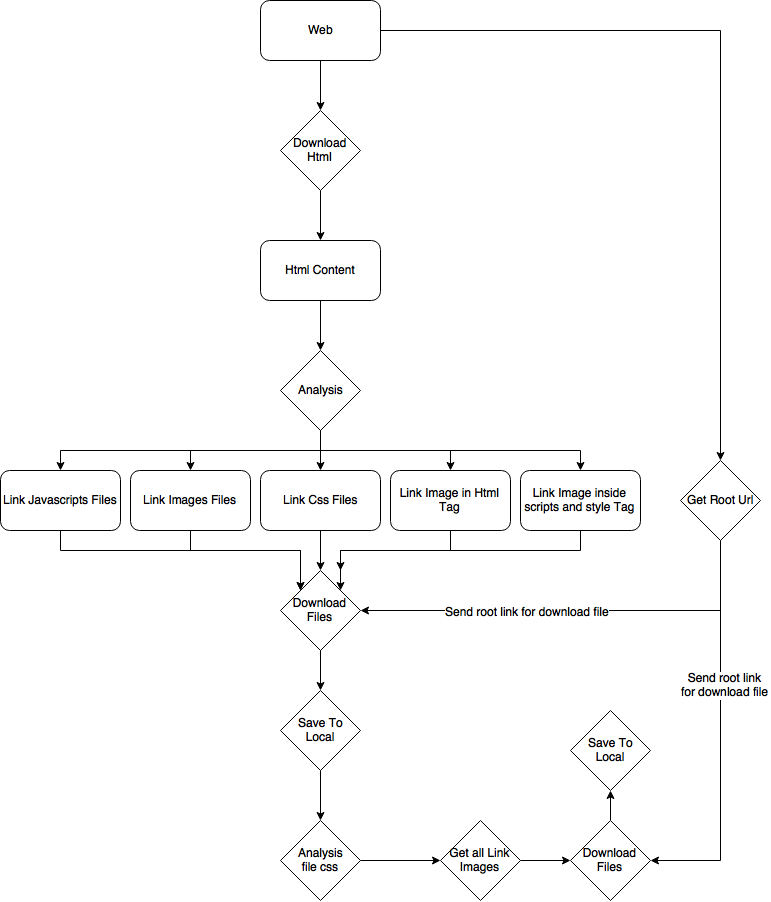 Web
Download
Html
Html Content
Analysis
Link Javascripts Files
Link Images Files
Link Css Files
Link Image in Html
Tag
Link Image inside
scripts and style Tag
Get Root Url
Download
Files
Send root link for download file
Send root link
for download file
Save To
Local
Save To
Local
Analysis
file css
Get all Link
Images
Download
Files